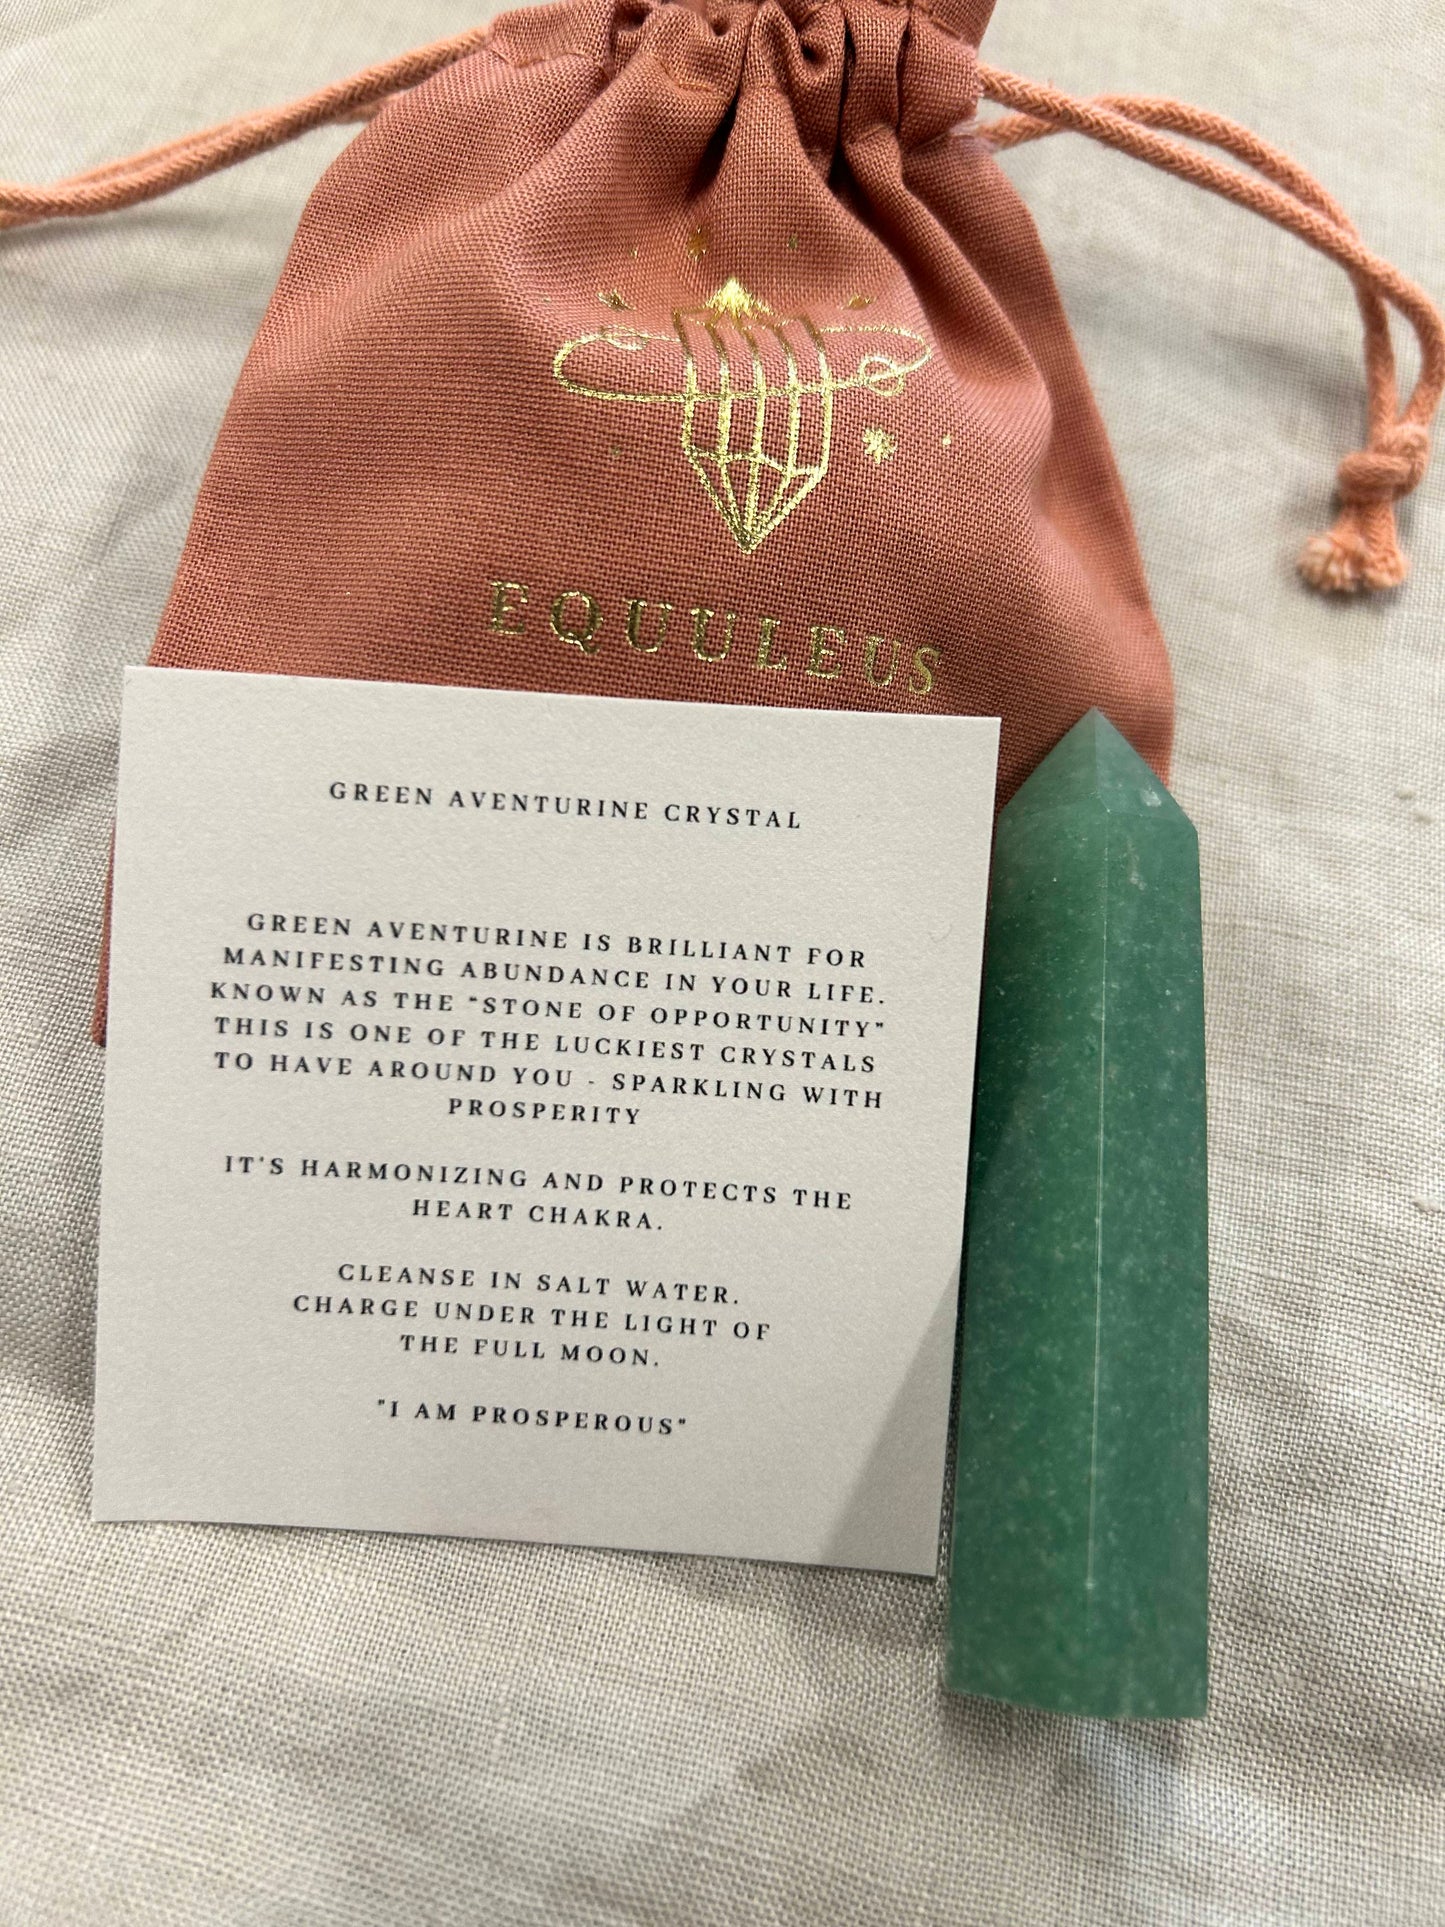 EQUULEUS
GREEN AVENTURINE CRYSTAL
GREEN AVENTURINE IS BRILLIANT FOR
MANIFESTING ABUNDANCE IN YOUR LIFE.
KNOWN AS THE "STONE OF OPPORTUNITY"
THIS IS ONE OF THE LUCKIEST CRYSTALS
TO HAVE AROUND YOU - SPARKLING WITH
PROSPERITY
IT'S HARMONIZING AND PROTECTS THE
HEART CHAKRA.
CLEANSE IN SALT WATER.
CHARGE UNDER THE LIGHT OF
THE FULL MOON.
"I AM PROSPEROUS"